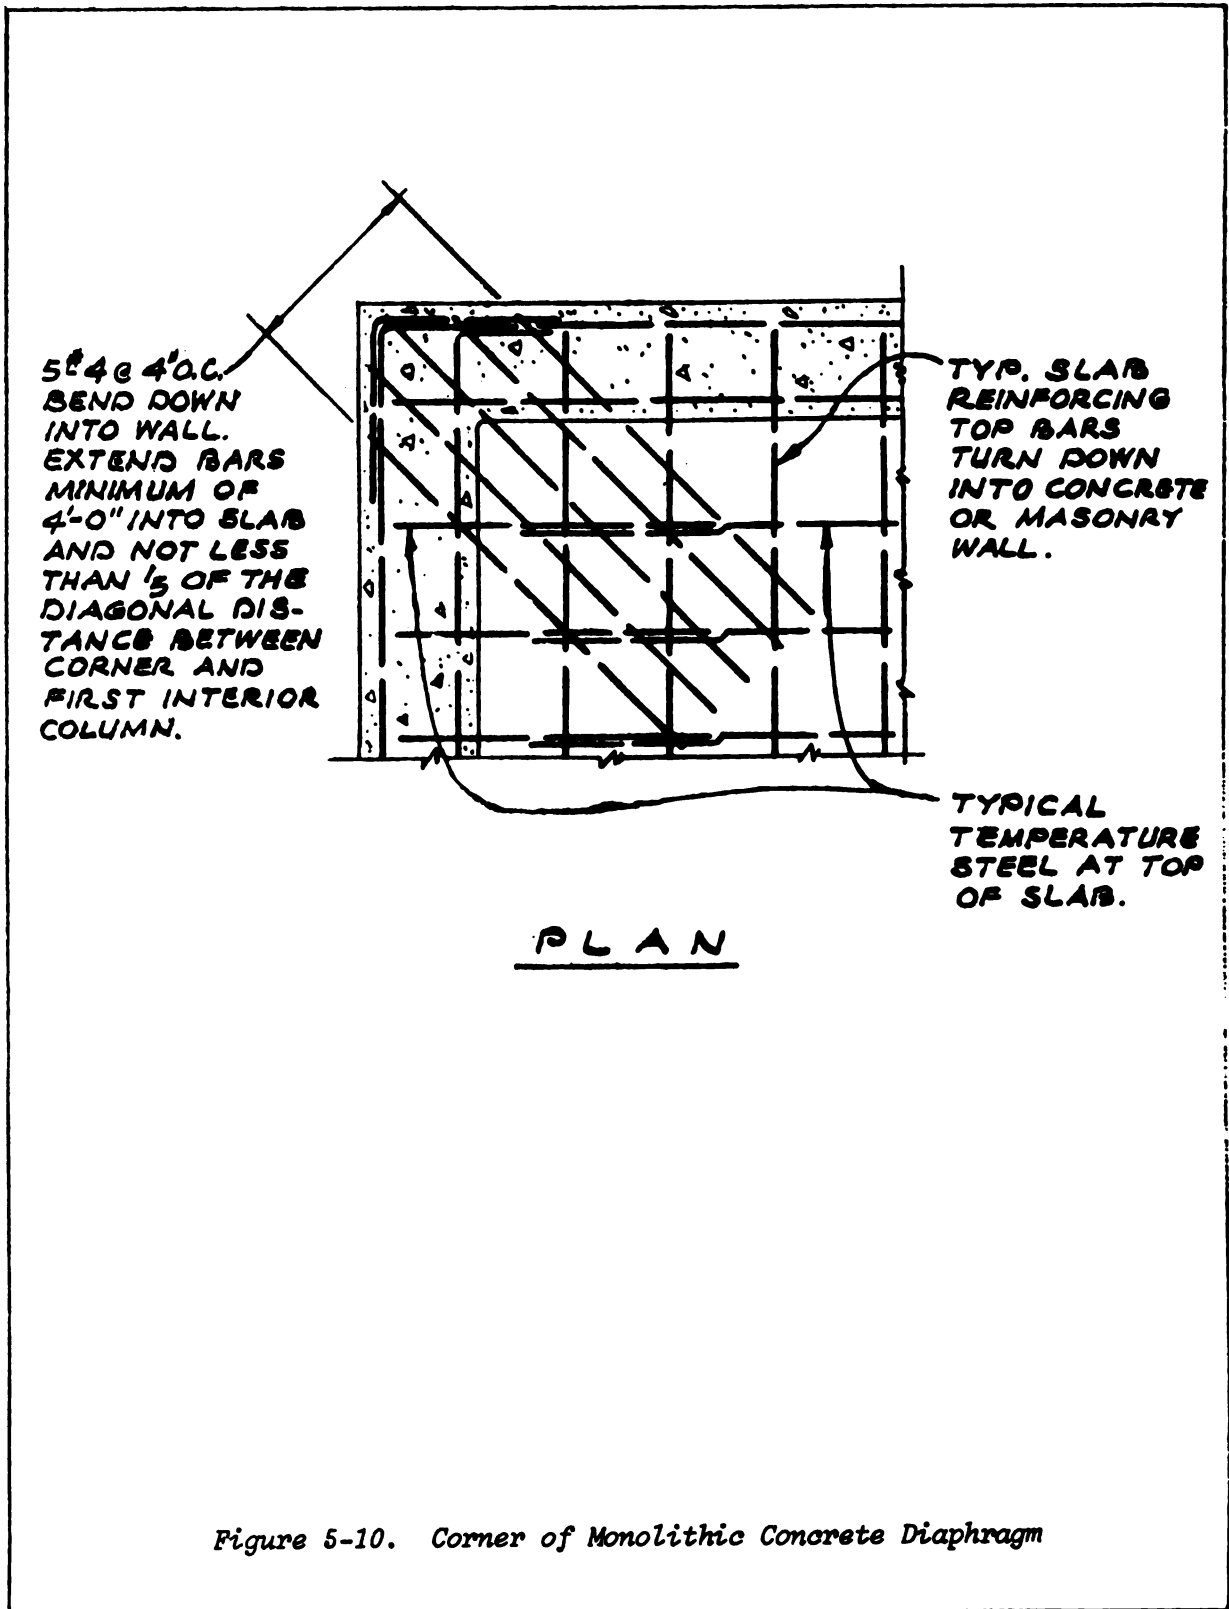 5 #4 @ 4" O.C.
BEND DOWN
INTO WALL.
EXTEND BARS
MINIMUM OF
4'-0" INTO SLAB
AND NOT LESS
THAN 1/5 OF THE
DIAGONAL DIS-
TANCE BETWEEN
CORNER AND
FIRST INTERIOR
COLUMN.
TYP. SLAB
REINFORCING
TOP BARS
TURN DOWN
INTO CONCRETE
OR MASONRY
WALL.
TYPICAL
TEMPERATURE
STEEL AT TOP
OF SLAB.
PLAN
Figure 5-10. Corner of Monolithic Concrete Diaphragm